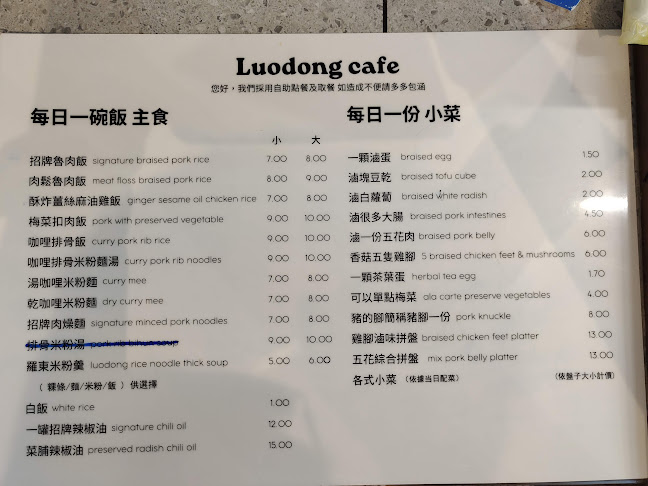 Luodong cafe
您好，我們採用自助點餐及取餐 如造成不便請多多包涵
每日一碗飯 主食
小 大
招牌魯肉飯 signature braised pork rice 7.00 8.00
肉鬆魯肉飯 meat floss braised pork rice 8.00 9.00
酥炸薑絲麻油雞飯 ginger sesame oil chicken rice 7.00 8.00
梅菜扣肉飯 pork with preserved vegetable 9.00 10.00
咖哩排骨飯 curry pork rib rice 9.00 10.00
咖哩排骨米粉麵湯 curry pork rib noodles 9.00 10.00
湯咖哩米粉麵 curry mee 7.00 8.00
乾咖哩米粉麵 dry curry mee 7.00 8.00
招牌肉燥麵 signature minced pork noodles 7.00 8.00
排骨米粉湯 pork rib bihun soup 9.00 10.00
羅東米粉羹 luodong rice noodle thick soup 5.00 6.00
（ 粿條/麵/米粉/飯 ）供選擇
白飯 white rice 1.00
一罐招牌辣椒油 signature chili oil 12.00
菜脯辣椒油 preserved radish chili oil 15.00
每日一份 小菜
一顆滷蛋 braised egg 1.50
滷塊豆乾 braised tofu cube 2.00
滷白蘿蔔 braised white radish 2.00
滷很多大腸 braised pork intestines 4.50
滷一份五花肉 braised pork belly 6.00
香菇五隻雞腳 5 braised chicken feet & mushrooms 6.00
一顆茶葉蛋 herbal tea egg 1.70
可以單點梅菜 ala carte preserve vegetables 4.00
豬的腳簡稱豬腳一份 pork knuckle 8.00
雞腳滷味拼盤 braised chicken feet platter 13.00
五花綜合拼盤 mix pork belly platter 13.00
各式小菜 （依據當日配菜） （依盤子大小計價）